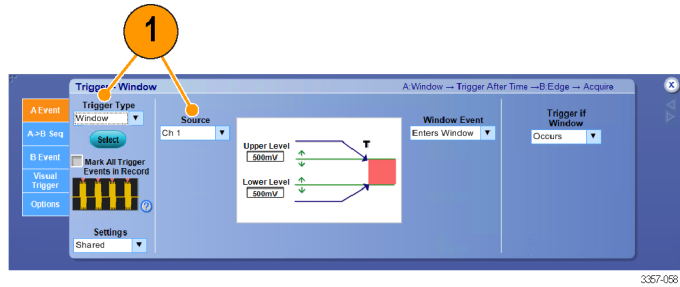 1
Trigger - Window
A:Window → Trigger After Time →B:Edge → Acquire
X
A Event
A->B Seq
B Event
Visual
Trigger
Options
Trigger Type
Window
Select
Mark All Trigger
Events in Record
?
Settings
Shared
Source
Ch 1
Upper Level
500mV
Lower Level
500mV
T
Window Event
Enters Window
Trigger if
Window
Occurs
3357-058